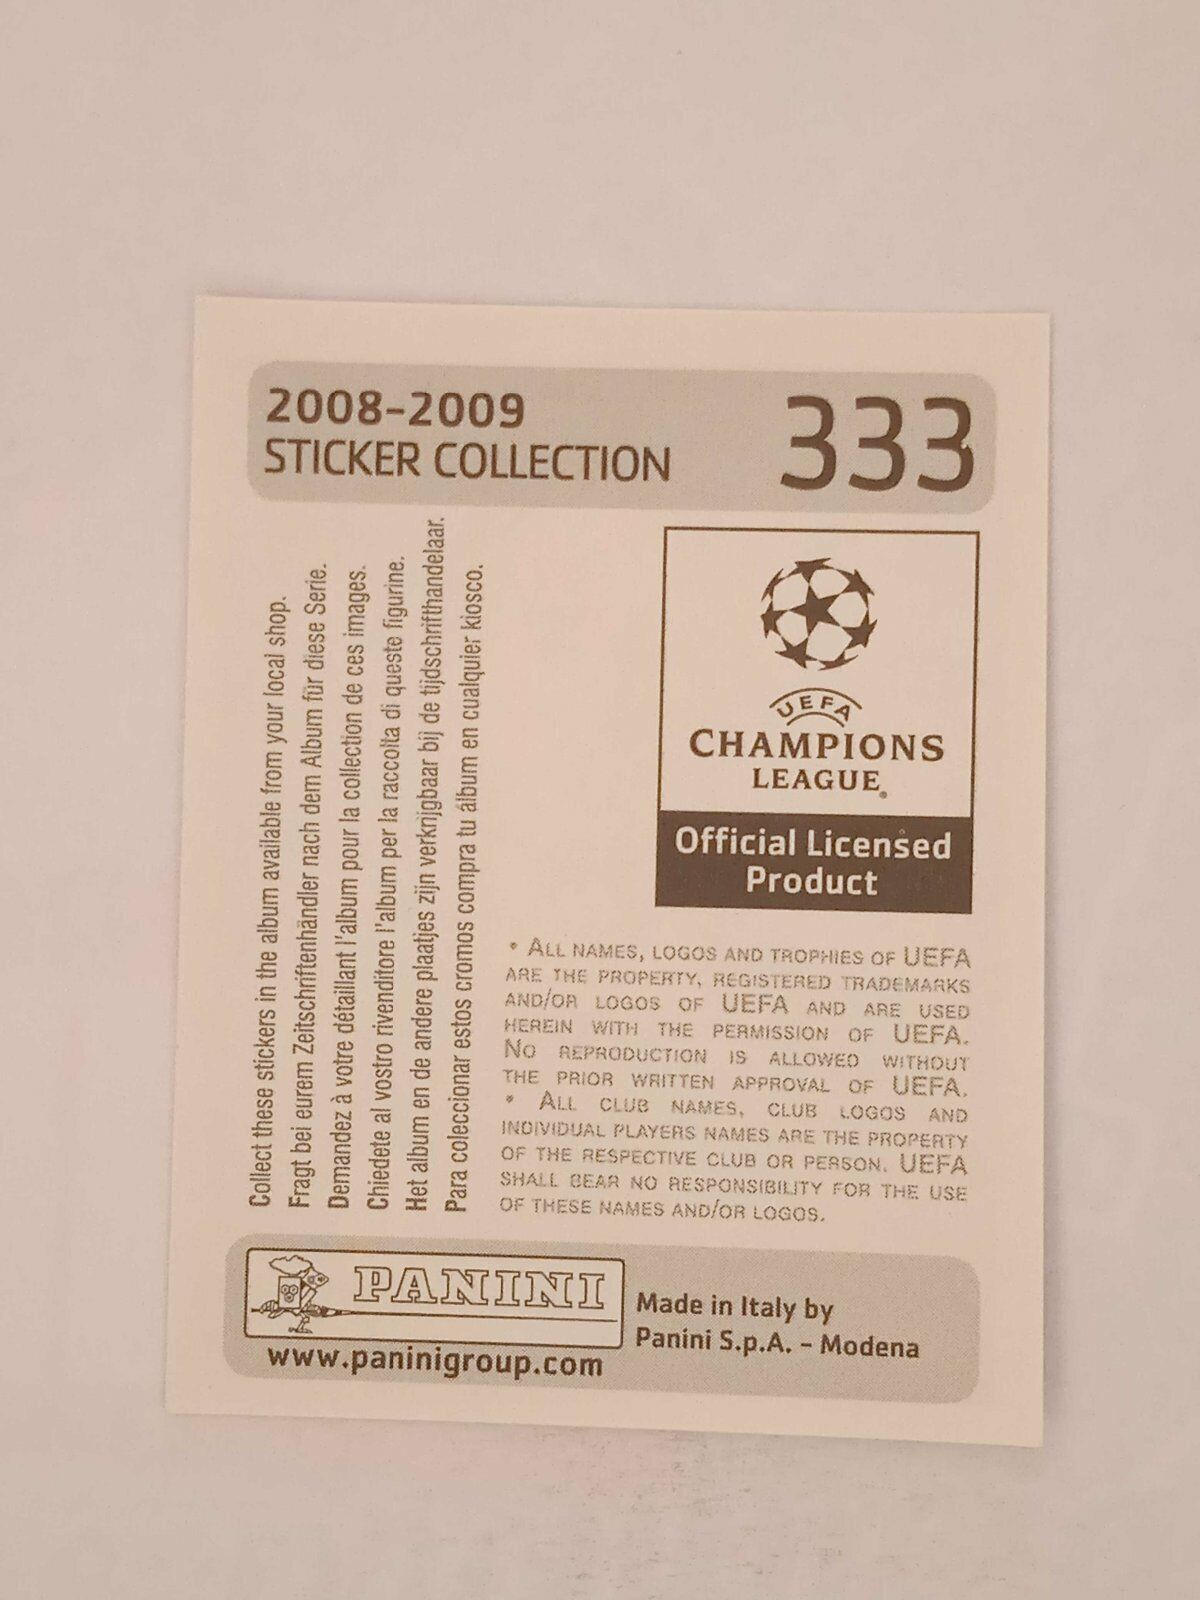 2008-2009
STICKER COLLECTION
333
Collect these stickers in the album available from your local shop.
Fragt bei eurem Zeitschriftenhändler nach dem Album für diese Serie.
Demandez à votre détaillant l'album pour la collection de ces images.
Chiedete al vostro rivenditore l'album per la raccolta di queste figurine.
Het album en de andere plaatjes zijn verknijgbaar bij de tijdschrifthandelaar.
Para coleccionar estos cromos compra tu álbum en cualquier kiosco.
UEFA
CHAMPIONS
LEAGUE
Official Licensed
Product
• ALL NAMES, LOGOS AND TROPHIES OF UEFA
ARE THE PROPERTY, REGISTERED TRADEMARKS
AND/OR LOGOS OF UEFA AND ARE USED
HEREIN WITH THE PERMISSION OF UEFA.
NO REPRODUCTION IS ALLOWED WITHOUT
THE PRIOR WRITTEN APPROVAL OF UEFA.
• ALL CLUB NAMES, CLUB LOGOS AND
INDIVIDUAL PLAYERS NAMES ARE THE PROPERTY
OF THE RESPECTIVE CLUB OR PERSON. UEFA
SHALL BEAR NO RESPONSIBILITY FOR THE USE
OF THESE NAMES AND/OR LOGOS.
PANINI
www.paninigroup.com
Made in Italy by
Panini S.p.A. - Modena